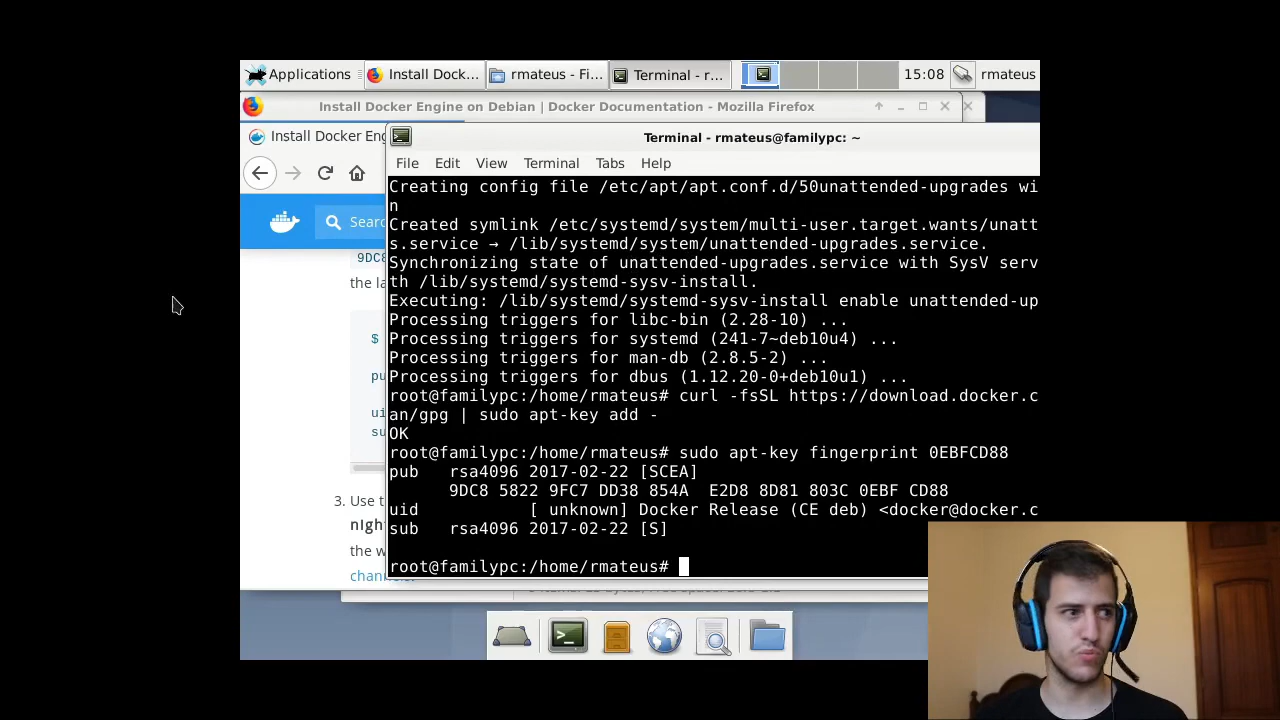 Applications
Install Dock...
rmateus - Fi...
Terminal - r...
15:08
rmateus
Install Docker Engine on Debian | Docker Documentation - Mozilla Firefox
Install Docker Eng
Terminal - rmateus@familypc: ~
File Edit View Terminal Tabs Help
Searc
9DC8
the la
$
pu
ui
su
3. Use t
nigh
the w
channe
Creating config file /etc/apt/apt.conf.d/50unattended-upgrades wi
n
Created symlink /etc/systemd/system/multi-user.target.wants/unatt
s.service → /lib/systemd/system/unattended-upgrades.service.
Synchronizing state of unattended-upgrades.service with SysV serv
th /lib/systemd/systemd-sysv-install.
Executing: /lib/systemd/systemd-sysv-install enable unattended-up
Processing triggers for libc-bin (2.28-10) ...
Processing triggers for systemd (241-7~deb10u4) ...
Processing triggers for man-db (2.8.5-2) ...
Processing triggers for dbus (1.12.20-0+deb10u1) ...
root@familypc:/home/rmateus# curl -fsSL https://download.docker.c
an/gpg | sudo apt-key add -
OK
root@familypc:/home/rmateus# sudo apt-key fingerprint 0EBFCD88
pub rsa4096 2017-02-22 [SCEA]
9DC8 5822 9FC7 DD38 854A E2D8 8D81 803C 0EBF CD88
uid [ unknown] Docker Release (CE deb) <docker@docker.c
sub rsa4096 2017-02-22 [S]
root@familypc:/home/rmateus#